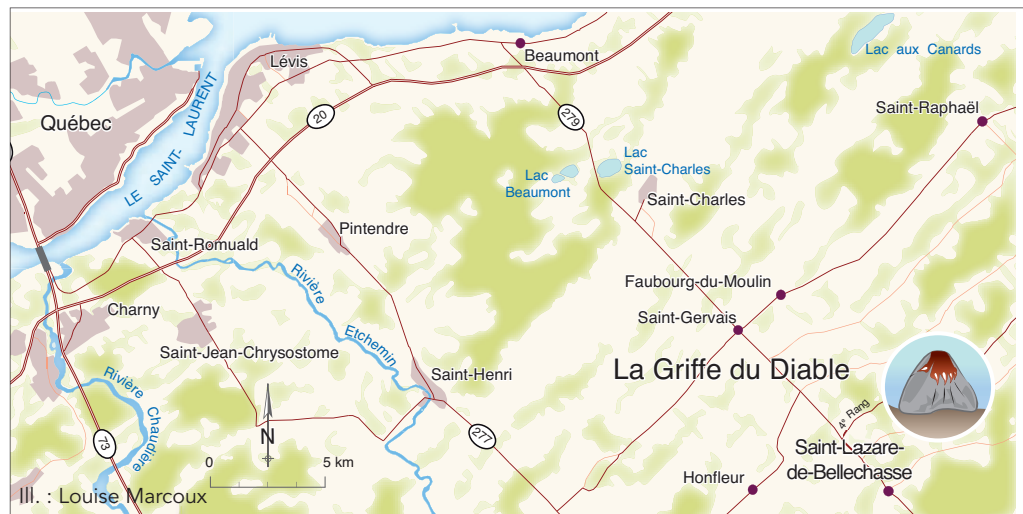 Québec
LE SAINT- LAURENT
Lévis
20
Beaumont
279
Lac aux Canards
Saint-Raphaël
Lac
Beaumont
Lac
Saint-Charles
Saint-Charles
Saint-Romuald
Pintendre
Rivière
Etchemin
Charny
Saint-Jean-Chrysostome
Saint-Henri
Faubourg-du-Moulin
Saint-Gervais
La Griffe du Diable
Rivière Chaudière
73
N
0 5 km
277
4e Rang
Saint-Lazare-
de-Bellechasse
Honfleur
Ill. : Louise Marcoux